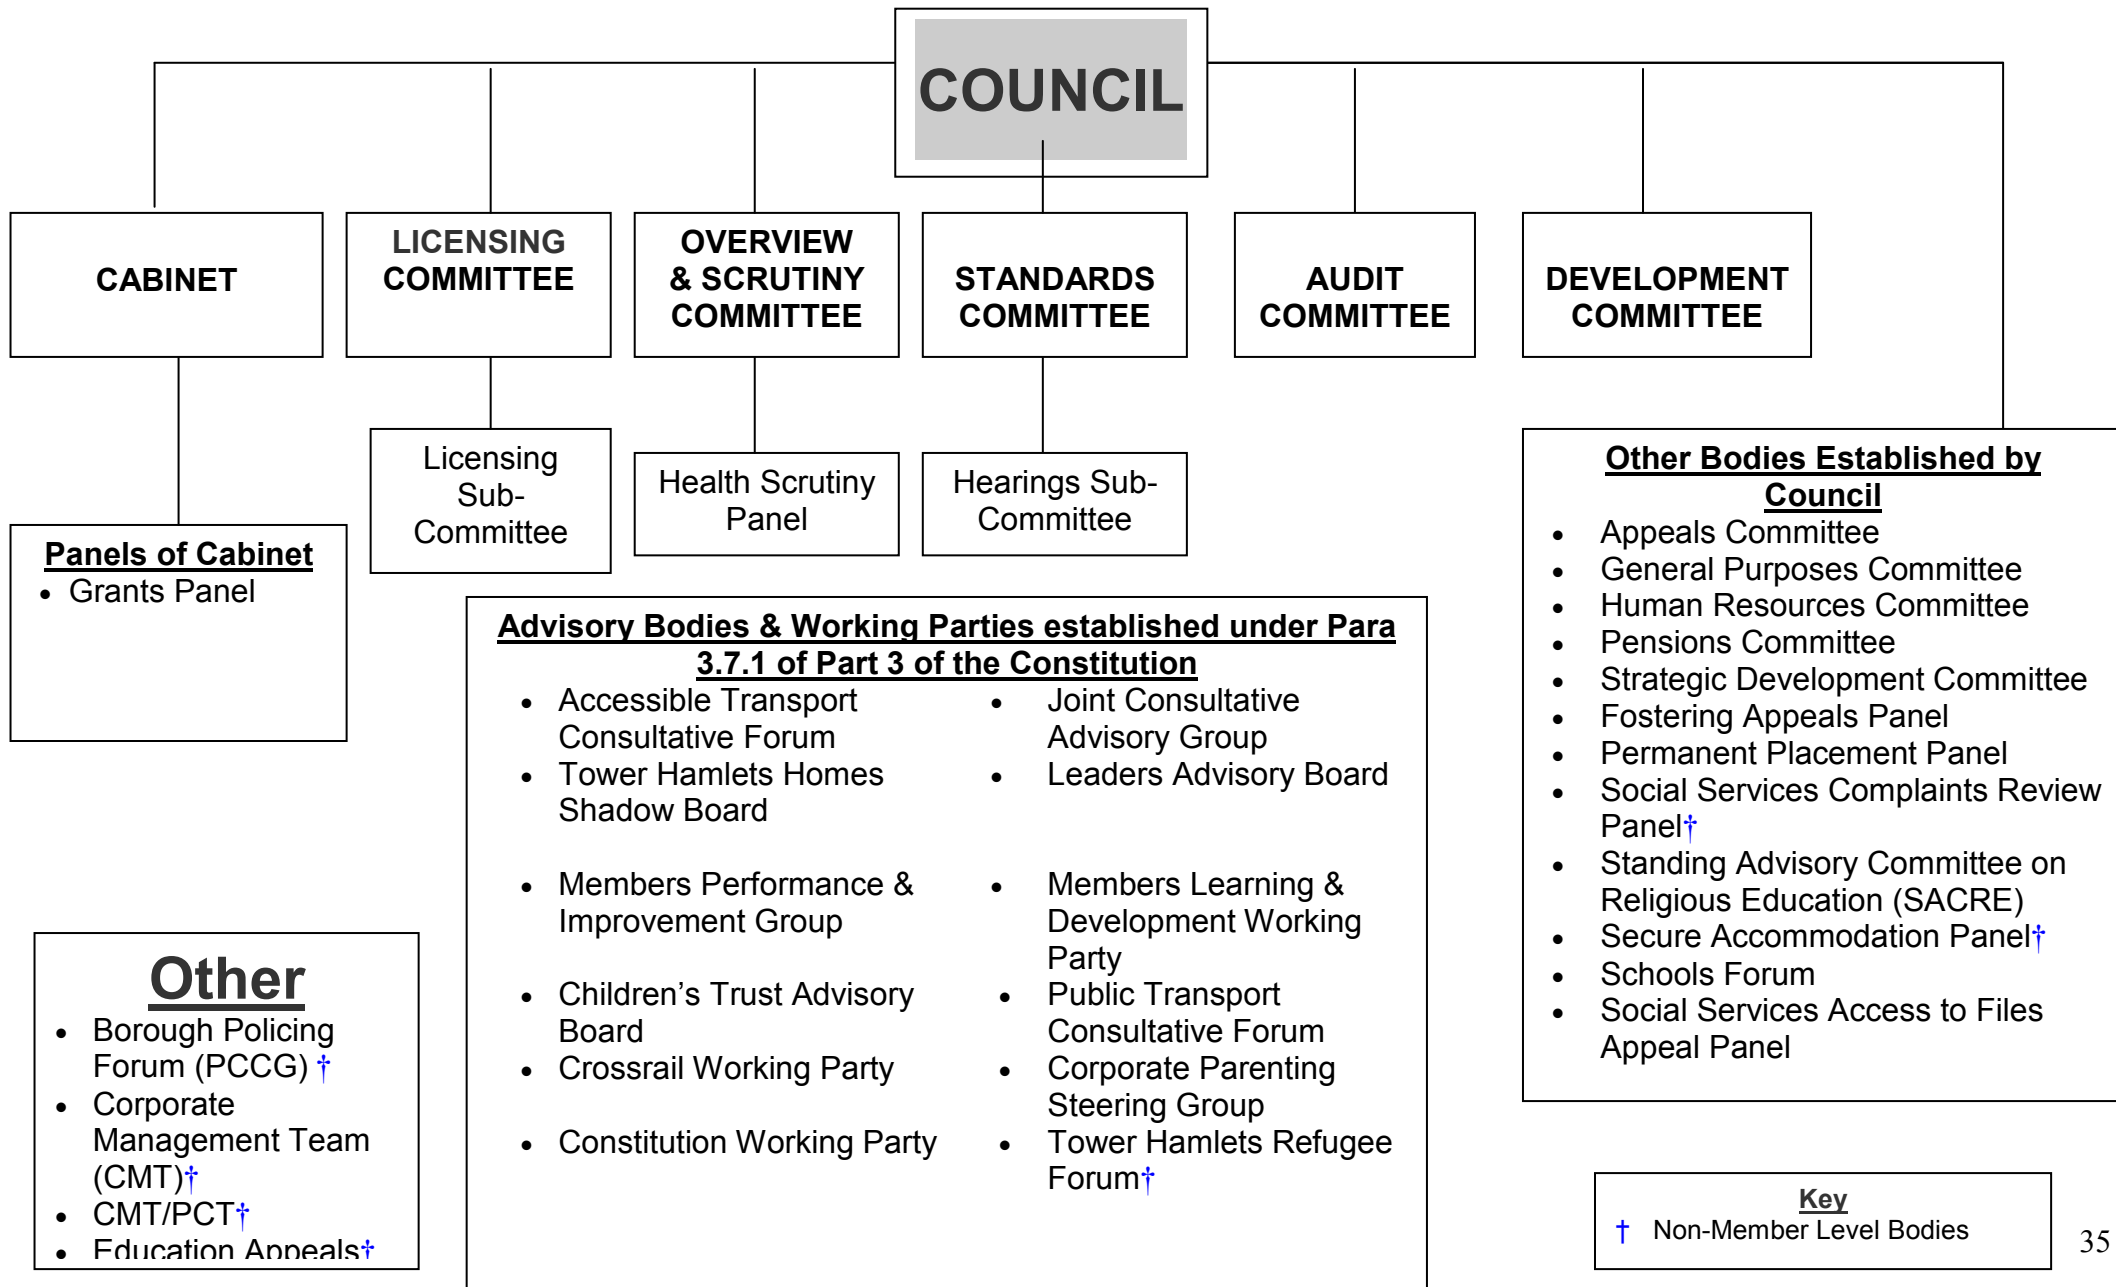 COUNCIL
CABINET
LICENSING
COMMITTEE
OVERVIEW
& SCRUTINY
COMMITTEE
STANDARDS
COMMITTEE
AUDIT
COMMITTEE
DEVELOPMENT
COMMITTEE
Licensing
Sub-
Committee
Health Scrutiny
Panel
Hearings Sub-
Committee
Panels of Cabinet
• Grants Panel
Advisory Bodies & Working Parties established under Para
3.7.1 of Part 3 of the Constitution
• Accessible Transport
Consultative Forum
• Tower Hamlets Homes
Shadow Board
• Members Performance &
Improvement Group
• Children’s Trust Advisory
Board
• Crossrail Working Party
• Constitution Working Party
• Joint Consultative
Advisory Group
• Leaders Advisory Board
• Members Learning &
Development Working
Party
• Public Transport
Consultative Forum
• Corporate Parenting
Steering Group
• Tower Hamlets Refugee
Forum†
Other Bodies Established by
Council
• Appeals Committee
• General Purposes Committee
• Human Resources Committee
• Pensions Committee
• Strategic Development Committee
• Fostering Appeals Panel
• Permanent Placement Panel
• Social Services Complaints Review
Panel†
• Standing Advisory Committee on
Religious Education (SACRE)
• Secure Accommodation Panel†
• Schools Forum
• Social Services Access to Files
Appeal Panel
Other
• Borough Policing
Forum (PCCG) †
• Corporate
Management Team
(CMT)†
• CMT/PCT†
• Education Appeals†
Key
† Non-Member Level Bodies
35